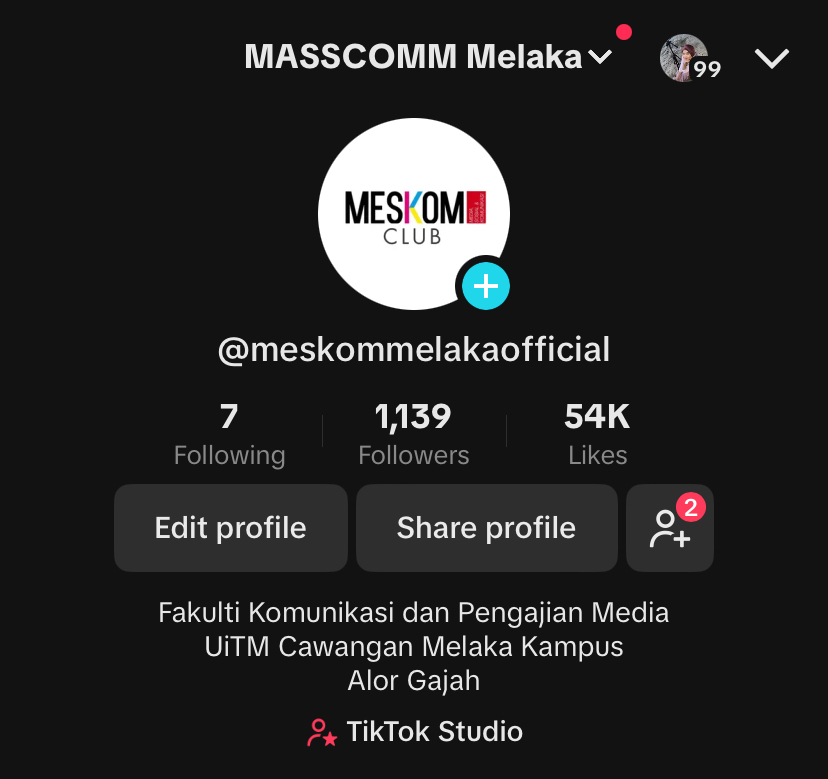 MASSCOMM Melaka
99
MESKOM
CLUB
@meskommelakaofficial
7
Following
1,139
Followers
54K
Likes
Edit profile
Share profile
2
Fakulti Komunikasi dan Pengajian Media
UiTM Cawangan Melaka Kampus
Alor Gajah
TikTok Studio